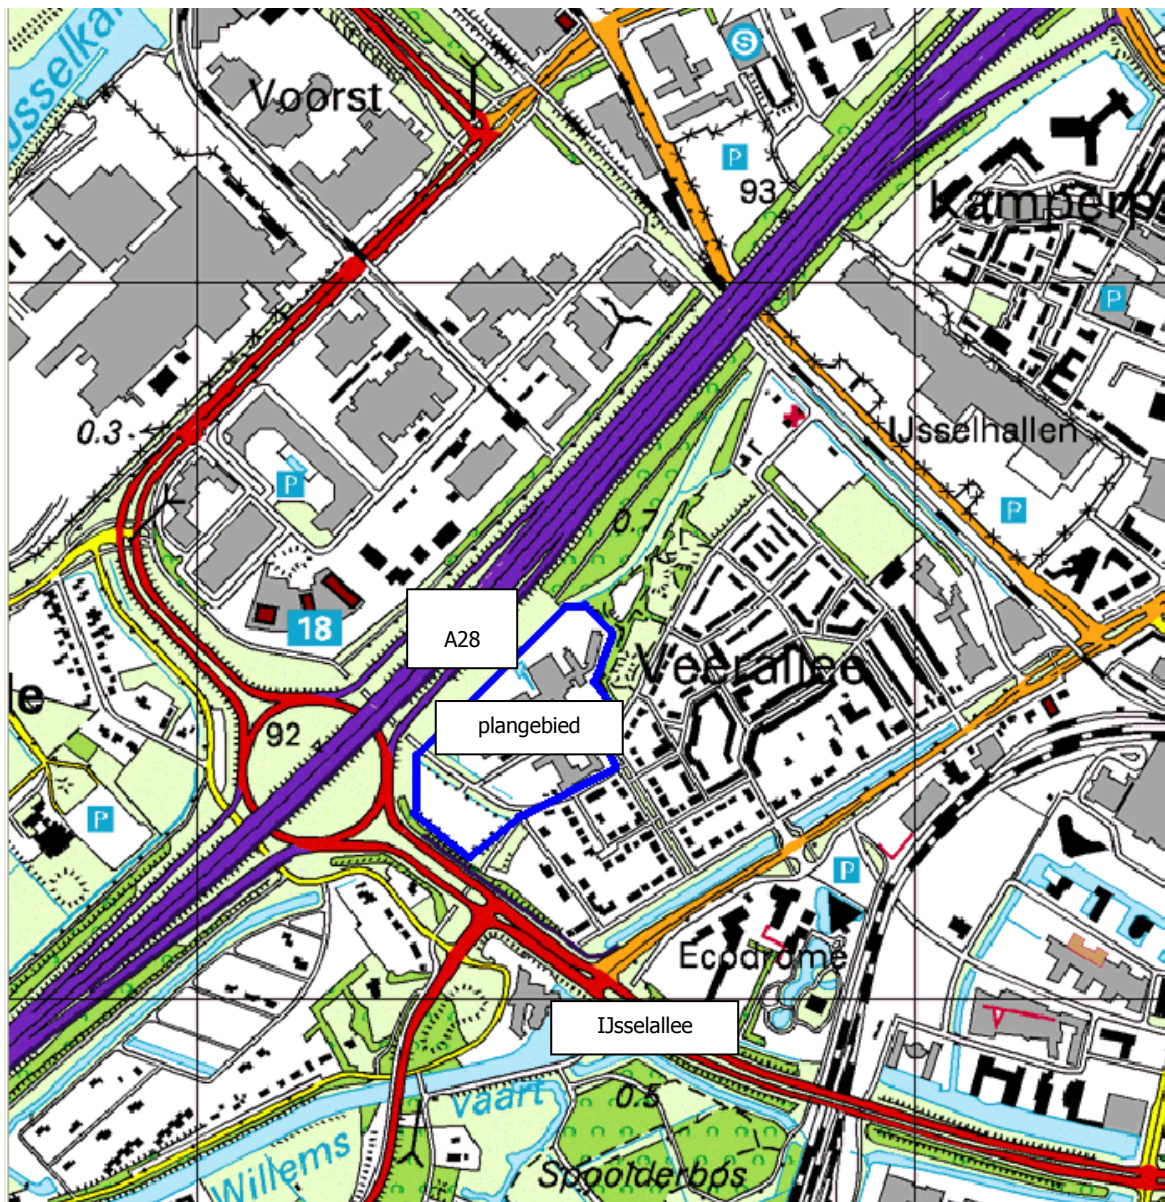 Voorst
S
P
93
P
0.3
IJsselhallen
P
P
0.7
18
A28
Veerallee
plangebied
92
P
P
Ecodrome
IJsselallee
vaart
0.5
Willems
Spoolderbos